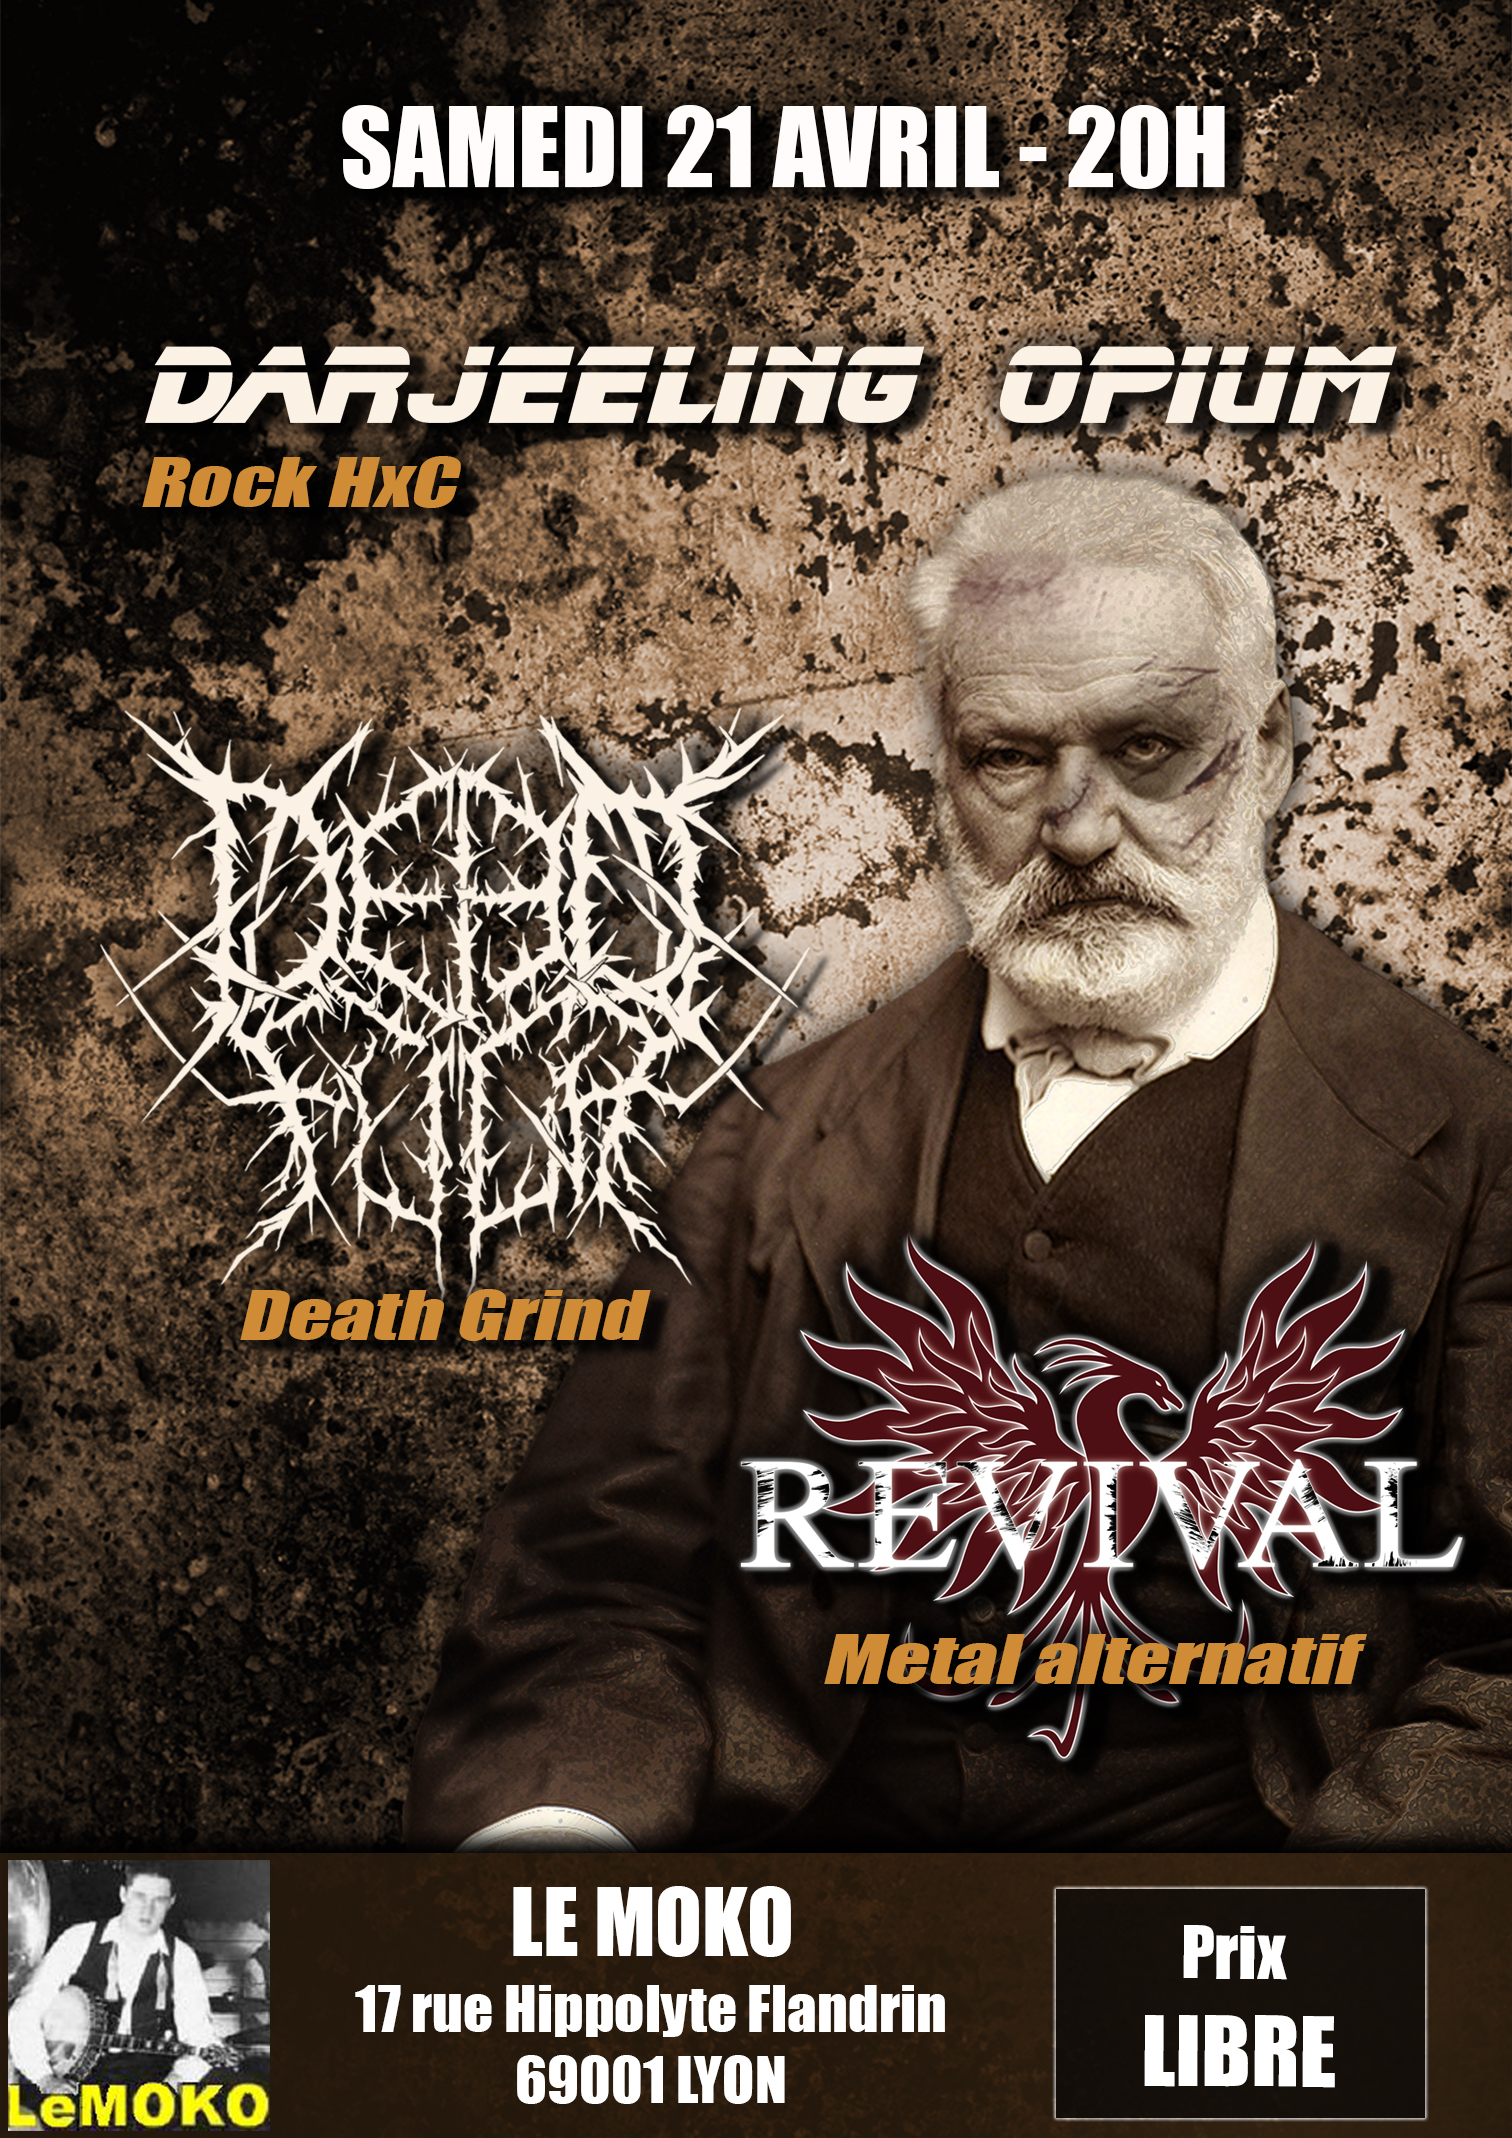 SAMEDI 21 AVRIL - 20H
DARJEELING OPIUM
Rock HxC
Death Grind
REVIVAL
Metal alternatif
LE MOKO
17 rue Hippolyte Flandrin
69001 LYON
Prix
LIBRE
LeMOKO